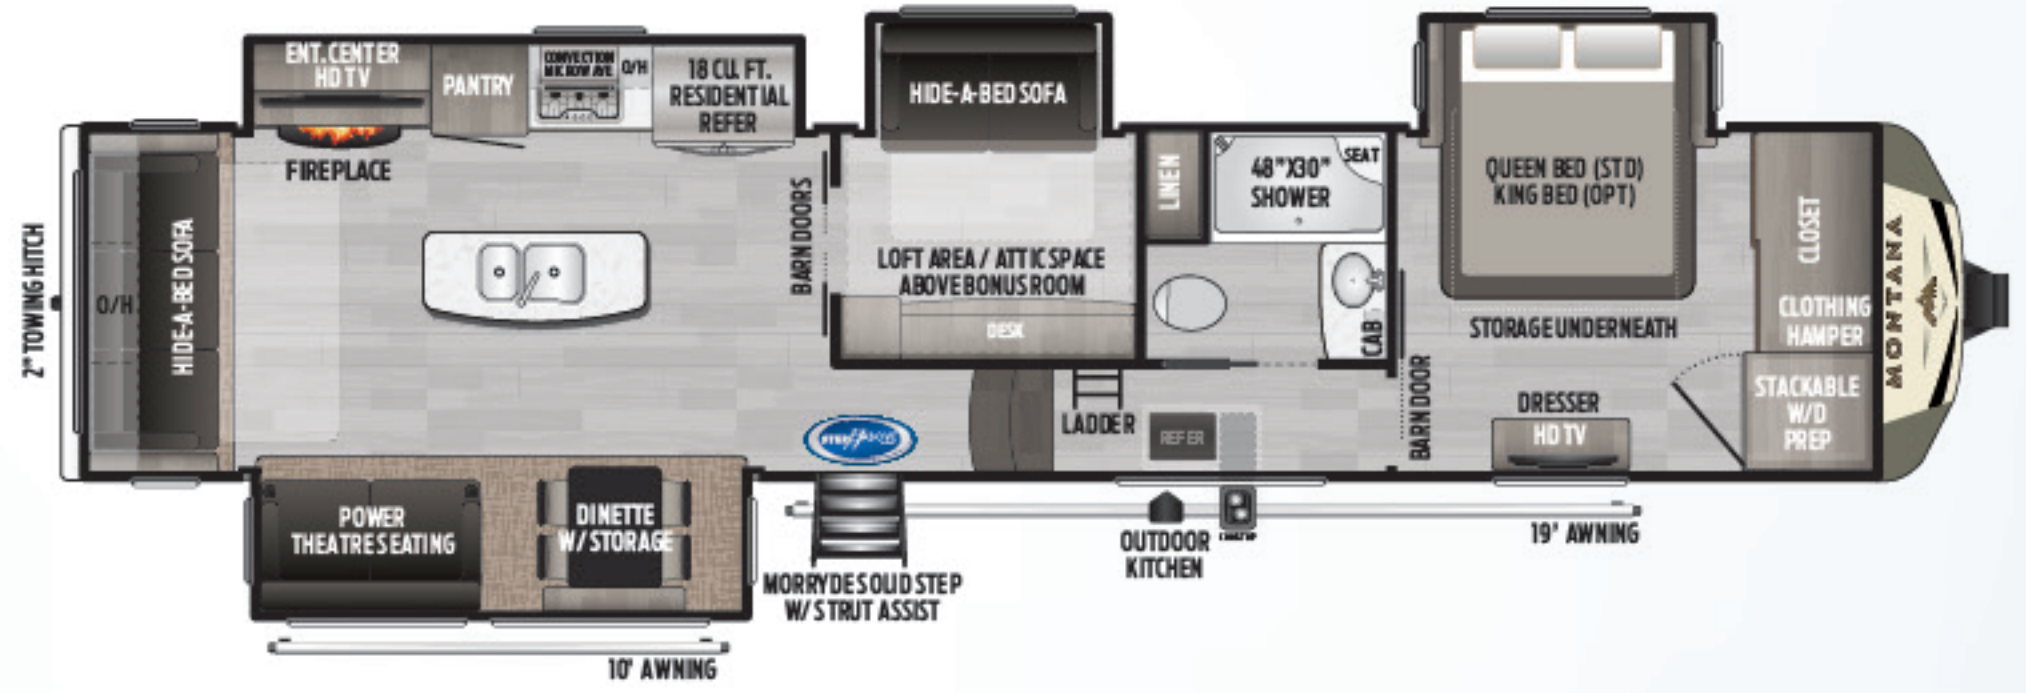 ENT. CENTER
HD TV
PANTRY
CONVECTION
MICROWAVE
O/H
18 CU. FT.
RESIDENTIAL
REFER
FIREPLACE
HIDE-A-BED SOFA
O/H
2" TOWING HITCH
HIDE-A-BED SOFA
BARN DOORS
LOFT AREA / ATTIC SPACE
ABOVE BONUS ROOM
DESK
LINEN
48"X30"
SHOWER
SEAT
CAB
QUEEN BED (STD)
KING BED (OPT)
STORAGE UNDERNEATH
CLOSET
CLOTHING
HAMPER
STACKABLE
W/D
PREP
MONTANA
DRESSER
HD TV
BARN DOOR
LADDER
REFER
POWER
THEATRE SEATING
DINETTE
W/ STORAGE
MORRYDE SOLID STEP
W/ STRUT ASSIST
OUTDOOR
KITCHEN
19' AWNING
10' AWNING